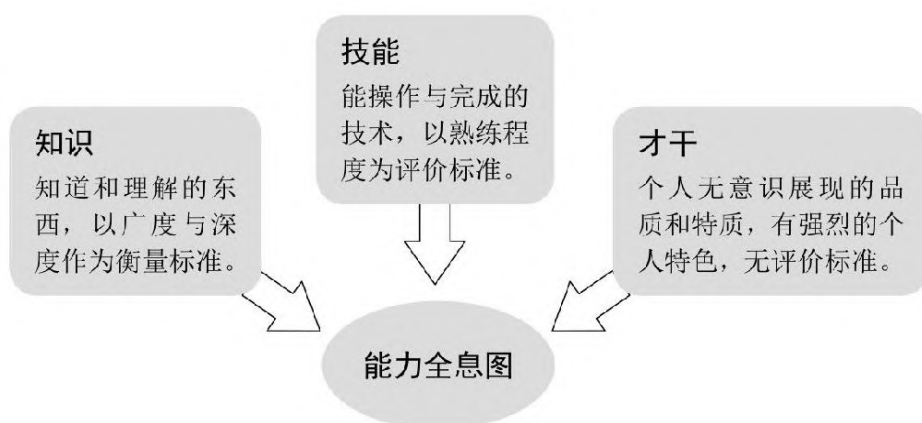 技能
能操作与完成的
技术，以熟练程
度为评价标准。
知识
知道和理解的东
西，以广度与深
度作为衡量标准。
才干
个人无意识展现的品
质和特质，有强烈的个
人特色，无评价标准。
能力全息图